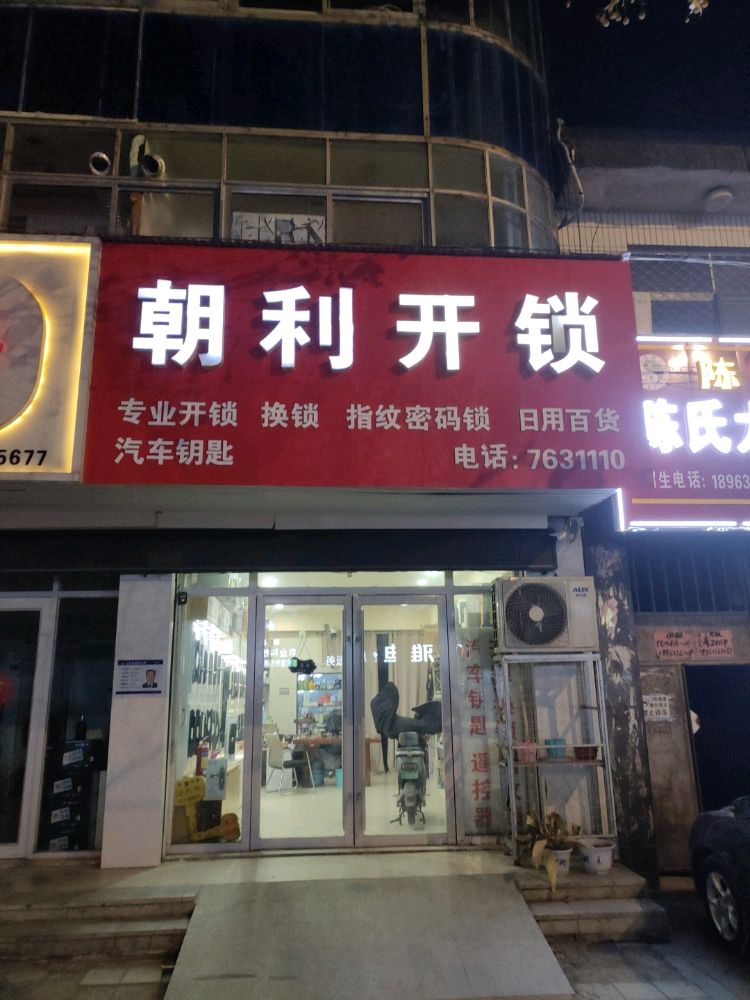 朝利开锁
专业开锁 换锁 指纹密码锁 日用百货
汽车钥匙 电话:7631110
5677
陈
陈氏
生电话: 18963
AUX
汽车钥匙 遥控器